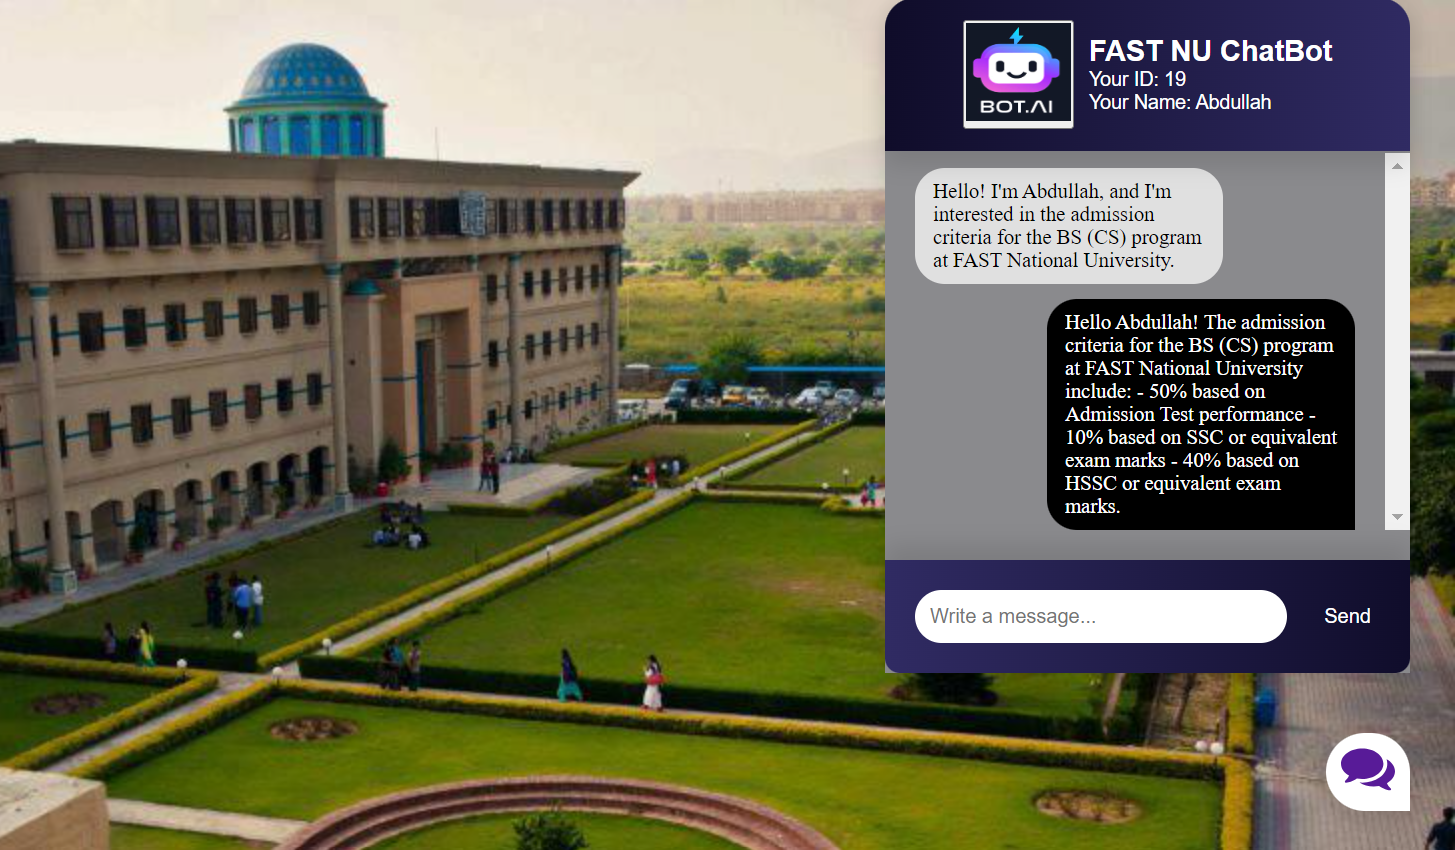 BOT.AI
FAST NU ChatBot
Your ID: 19
Your Name: Abdullah
Hello! I'm Abdullah, and I'm
interested in the admission
criteria for the BS (CS) program
at FAST National University.
Hello Abdullah! The admission
criteria for the BS (CS) program
at FAST National University
include: - 50% based on
Admission Test performance -
10% based on SSC or equivalent
exam marks - 40% based on
HSSC or equivalent exam
marks.
Write a message...
Send